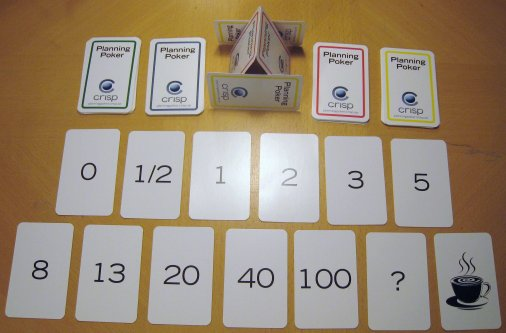 Planning
Poker
crisp
Planning
Poker
crisp
Planning
Poker
crisp
Planning
Poker
crisp
Planning
Poker
crisp
0
1/2
1
2
3
5
8
13
20
40
100
?